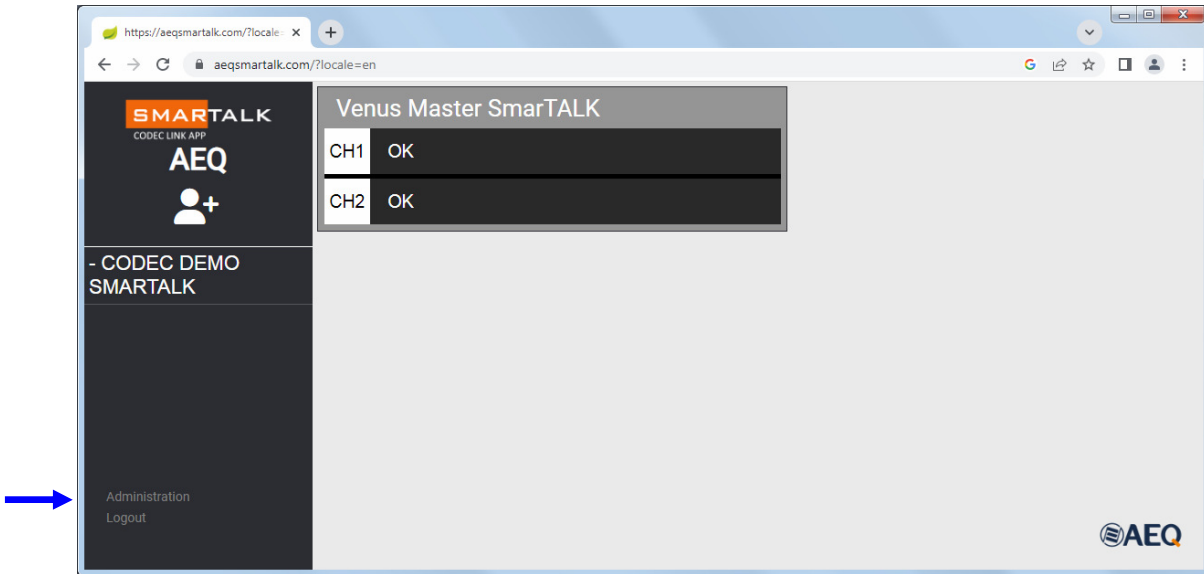 https://aeqsmartalk.com/?locale=
aeqsmartalk.com/?locale=en
SMARTALK
CODEC LINK APP
AEQ
- CODEC DEMO
SMARTALK
Administration
Logout
Venus Master SmarTALK
CH1 OK
CH2 OK
AEQ